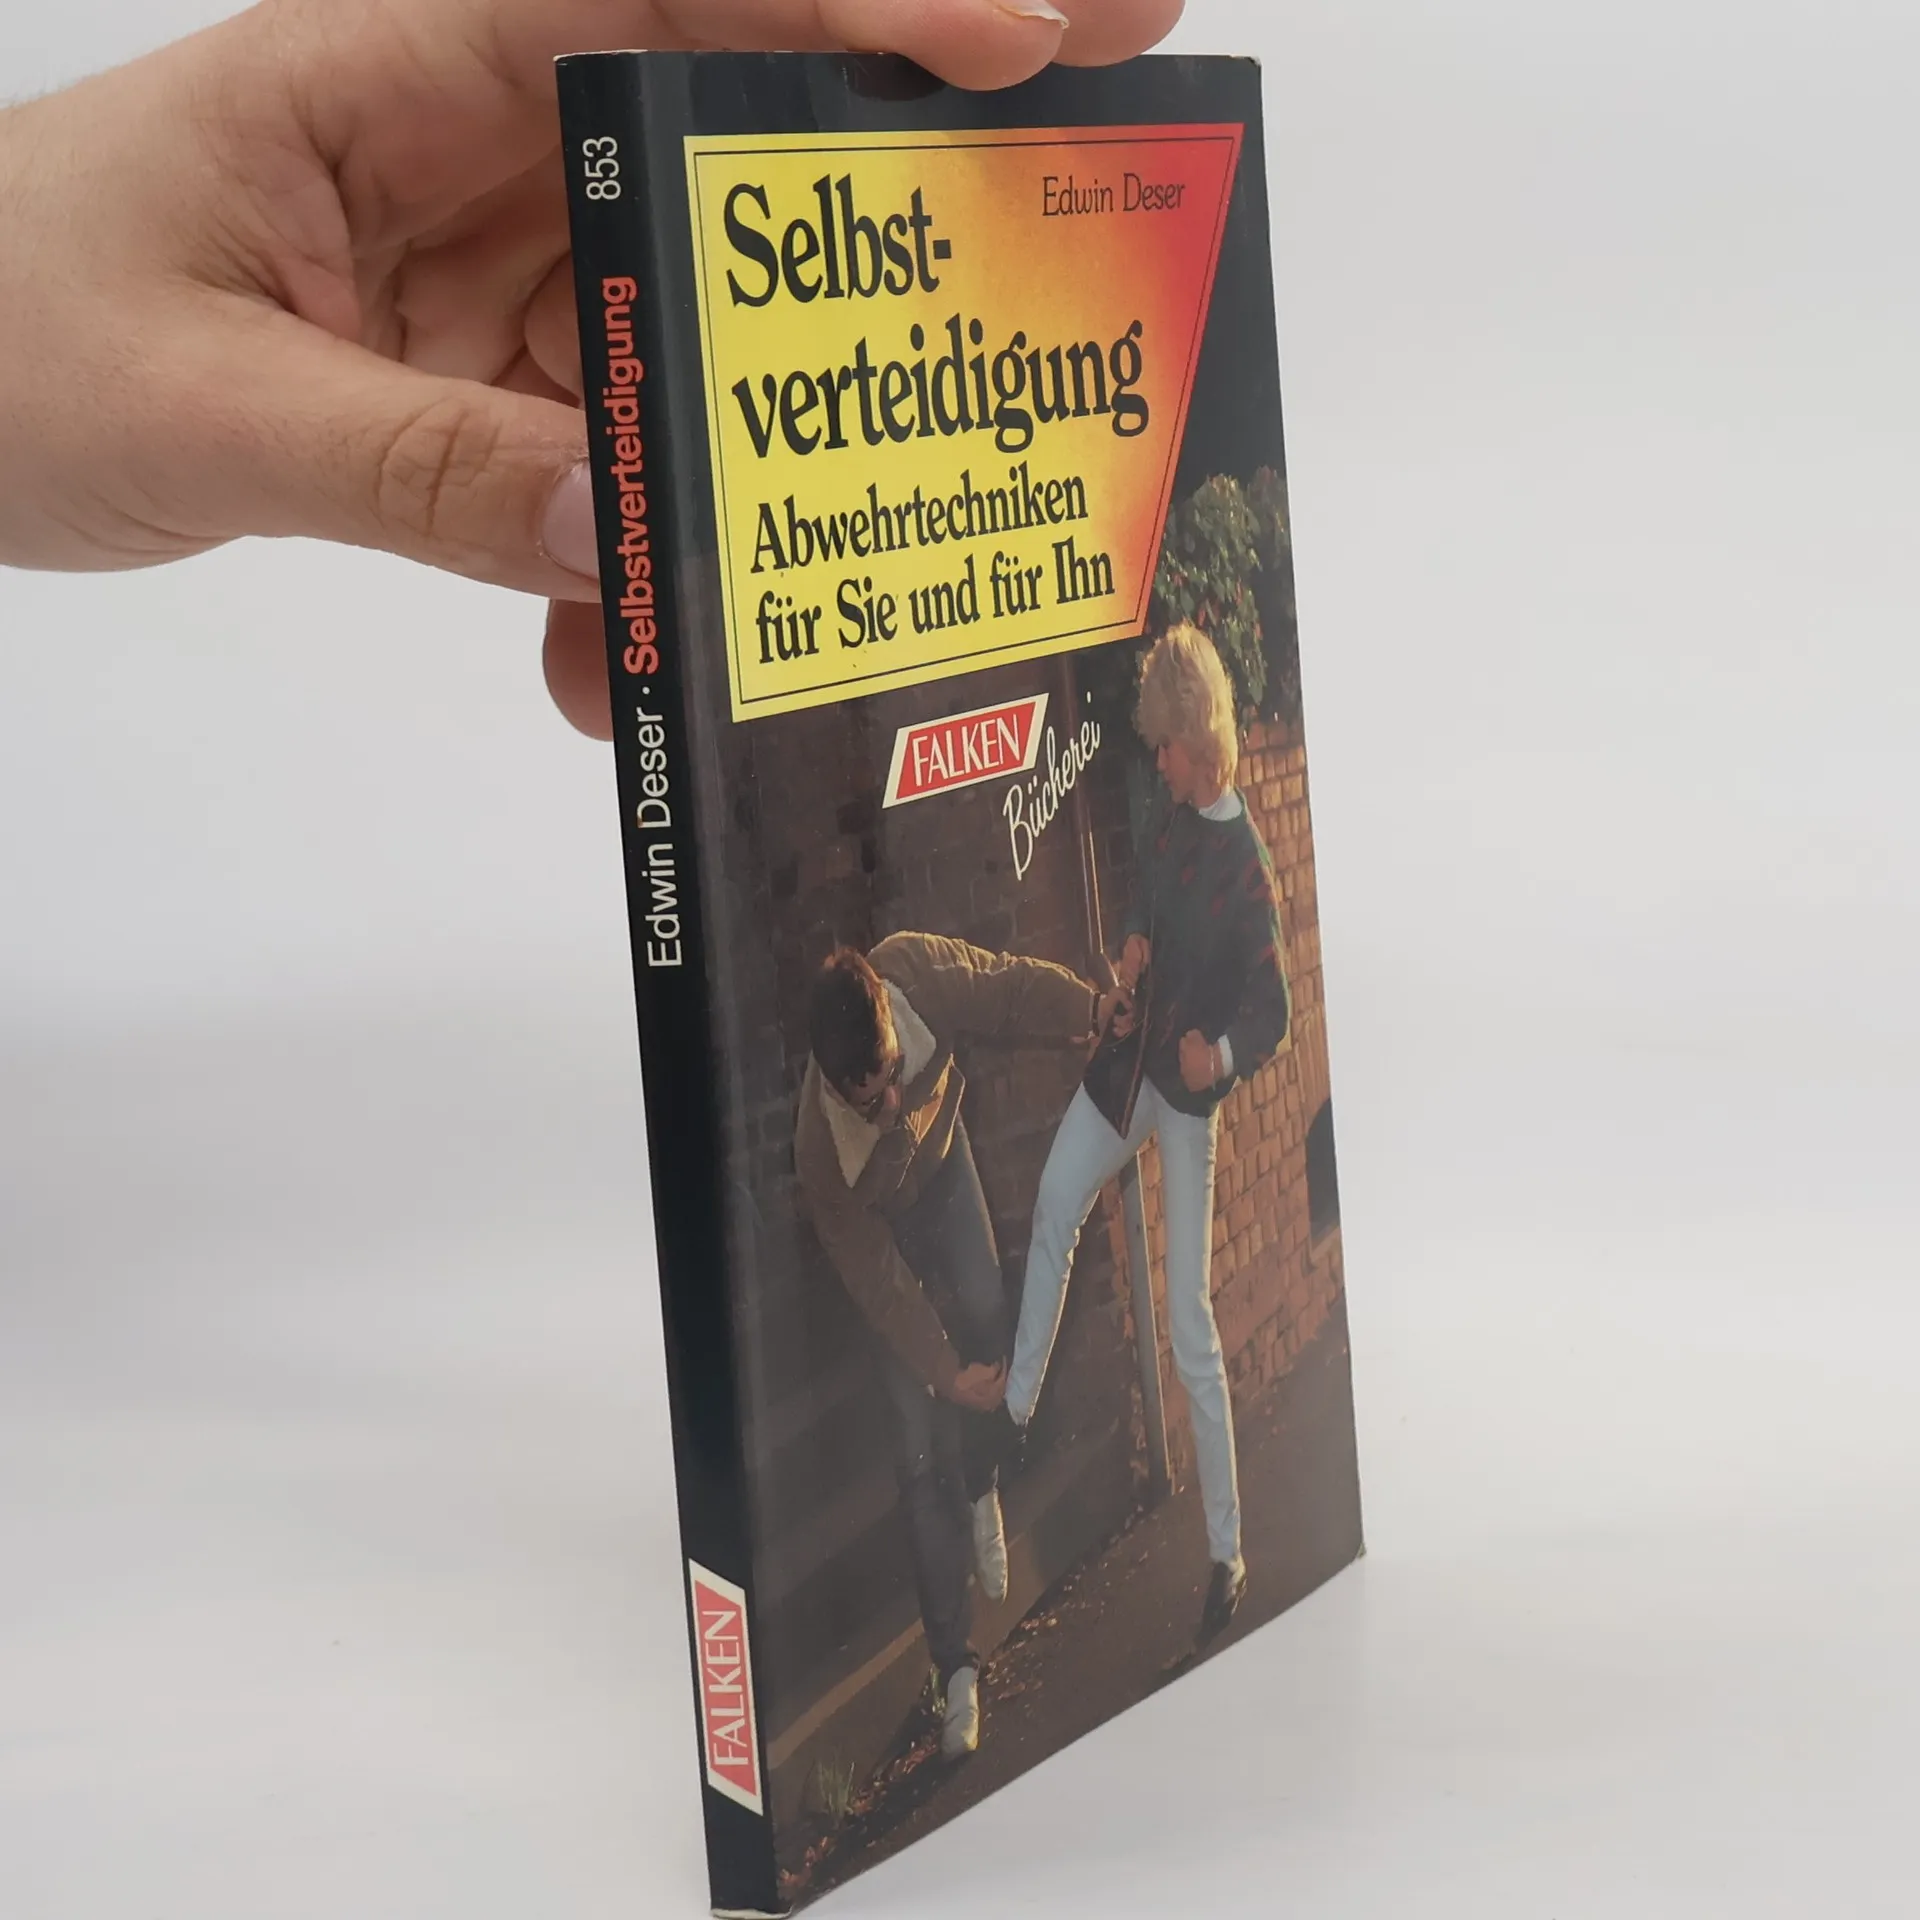 853
Edwin Deser · Selbstverteidigung
FALKEN
Edwin Deser
Selbst-
verteidigung
Abwehrtechniken
für Sie und für Ihn
FALKEN
Bücherei